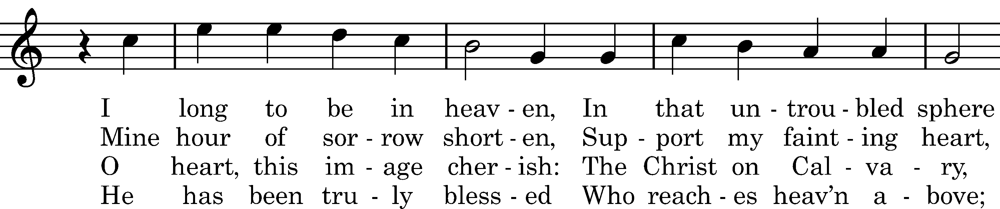 I long to be in heav - en, In that un - trou - bled sphere
Mine hour of sor - row short - en, Sup - port my faint - ing heart,
O heart, this im - age cher - ish: The Christ on Cal - va - ry,
He has been tru - ly bless - ed Who reach - es heav’n a - bove;